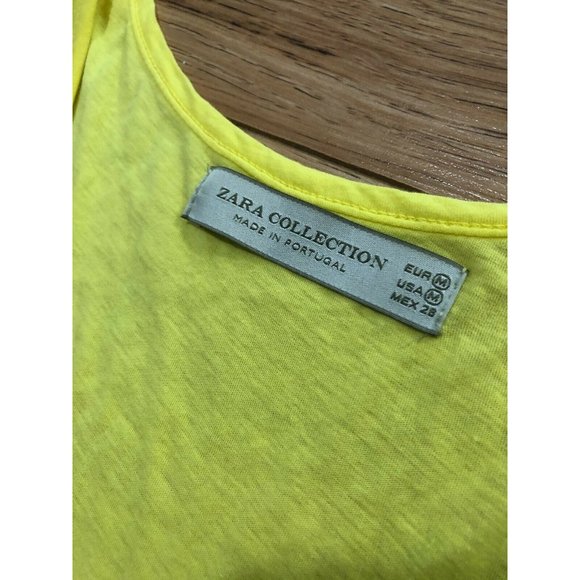 ZARA COLLECTION
MADE IN PORTUGAL
EUR M
USA M
MEX 28